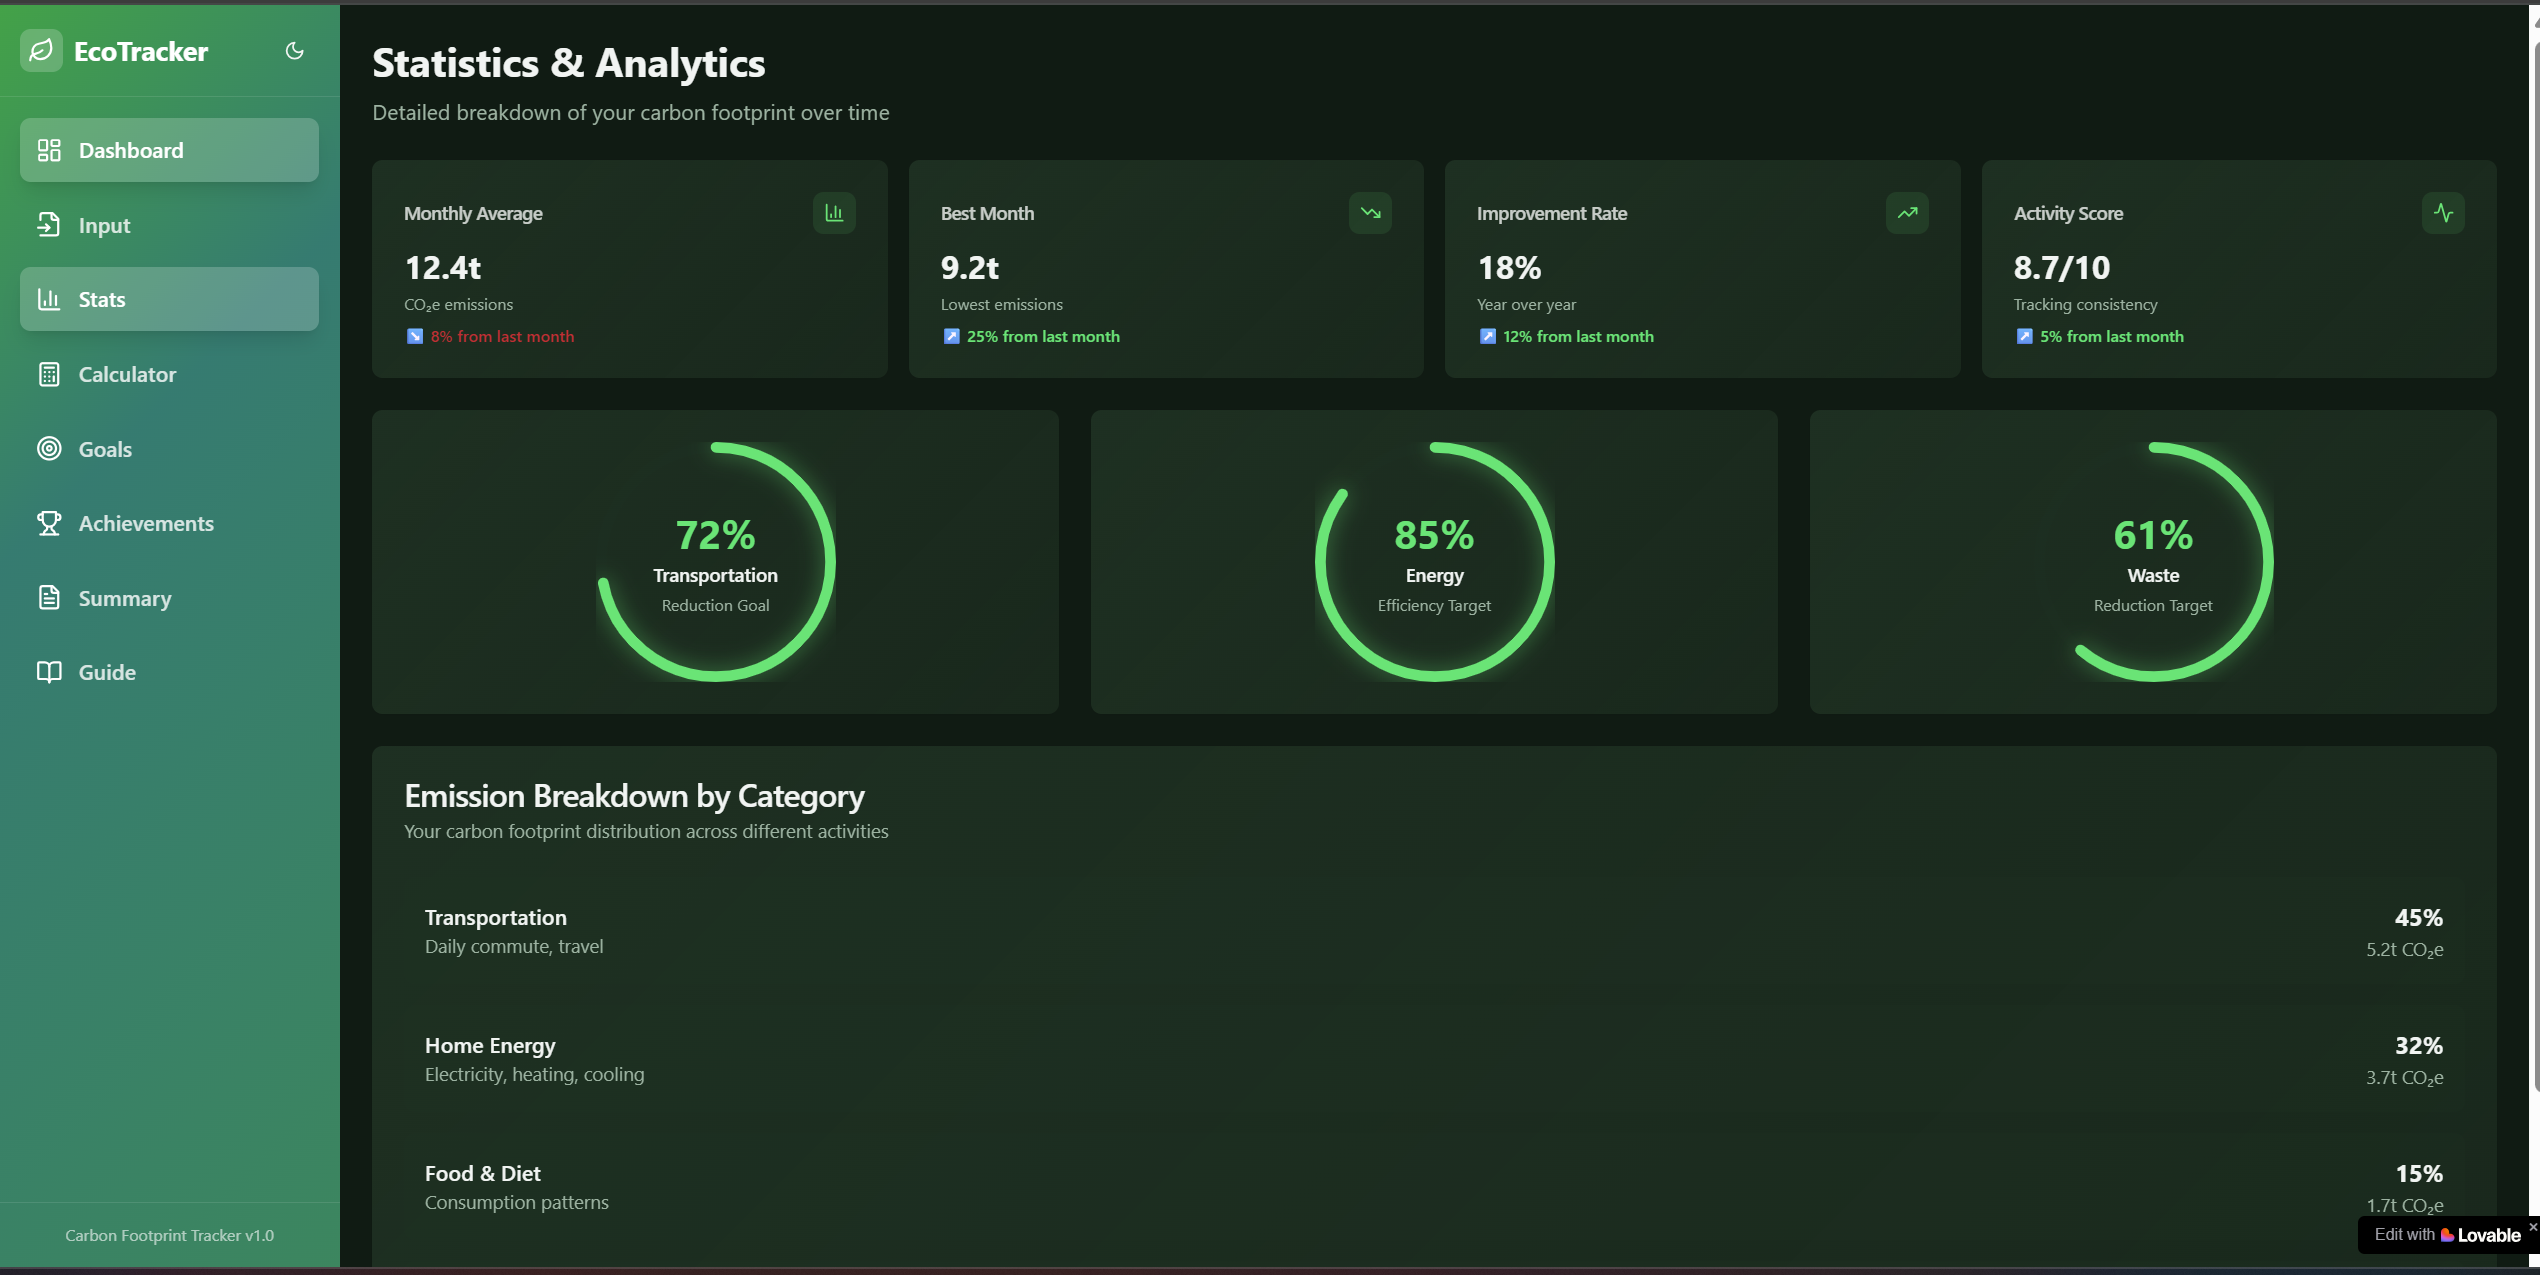 EcoTracker
Dashboard
Input
Stats
Calculator
Goals
Achievements
Summary
Guide
Carbon Footprint Tracker v1.0
Statistics & Analytics
Detailed breakdown of your carbon footprint over time
Monthly Average
12.4t
CO₂e emissions
↘ 8% from last month
Best Month
9.2t
Lowest emissions
↗ 25% from last month
Improvement Rate
18%
Year over year
↗ 12% from last month
Activity Score
8.7/10
Tracking consistency
↗ 5% from last month
72%
Transportation
Reduction Goal
85%
Energy
Efficiency Target
61%
Waste
Reduction Target
Emission Breakdown by Category
Your carbon footprint distribution across different activities
Transportation
Daily commute, travel
45%
5.2t CO₂e
Home Energy
Electricity, heating, cooling
32%
3.7t CO₂e
Food & Diet
Consumption patterns
15%
1.7t CO₂e
Edit with Lovable